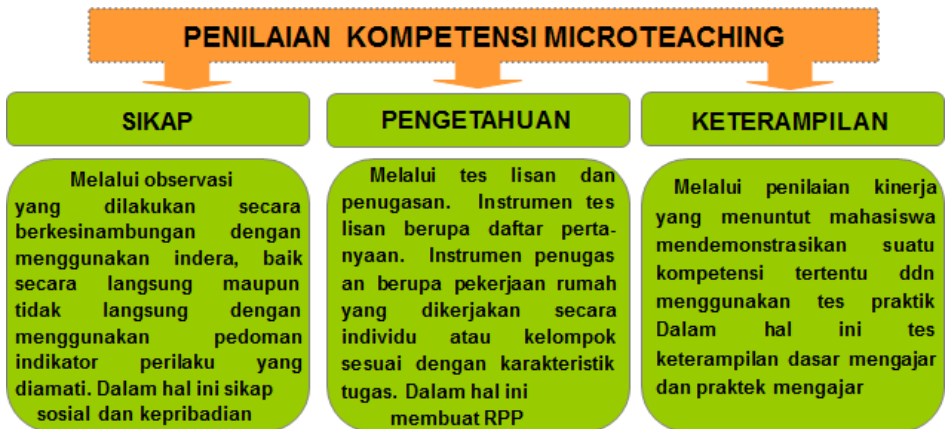 PENILAIAN KOMPETENSI MICROTEACHING
SIKAP
Melalui observasi
yang dilakukan secara
berkesinambungan dengan
menggunakan indera, baik
secara langsung maupun
tidak langsung dengan
menggunakan pedoman
indikator perilaku yang
diamati. Dalam hal ini sikap
sosial dan kepribadian
PENGETAHUAN
Melalui tes lisan dan
penugasan. Instrumen tes
lisan berupa daftar perta-
nyaan. Instrumen penugas
an berupa pekerjaan rumah
yang dikerjakan secara
individu atau kelompok
sesuai dengan karakteristik
tugas. Dalam hal ini
membuat RPP
KETERAMPILAN
Melalui penilaian kinerja
yang menuntut mahasiswa
mendemonstrasikan suatu
kompetensi tertentu ddn
menggunakan tes praktik
Dalam hal ini tes
keterampilan dasar mengajar
dan praktek mengajar